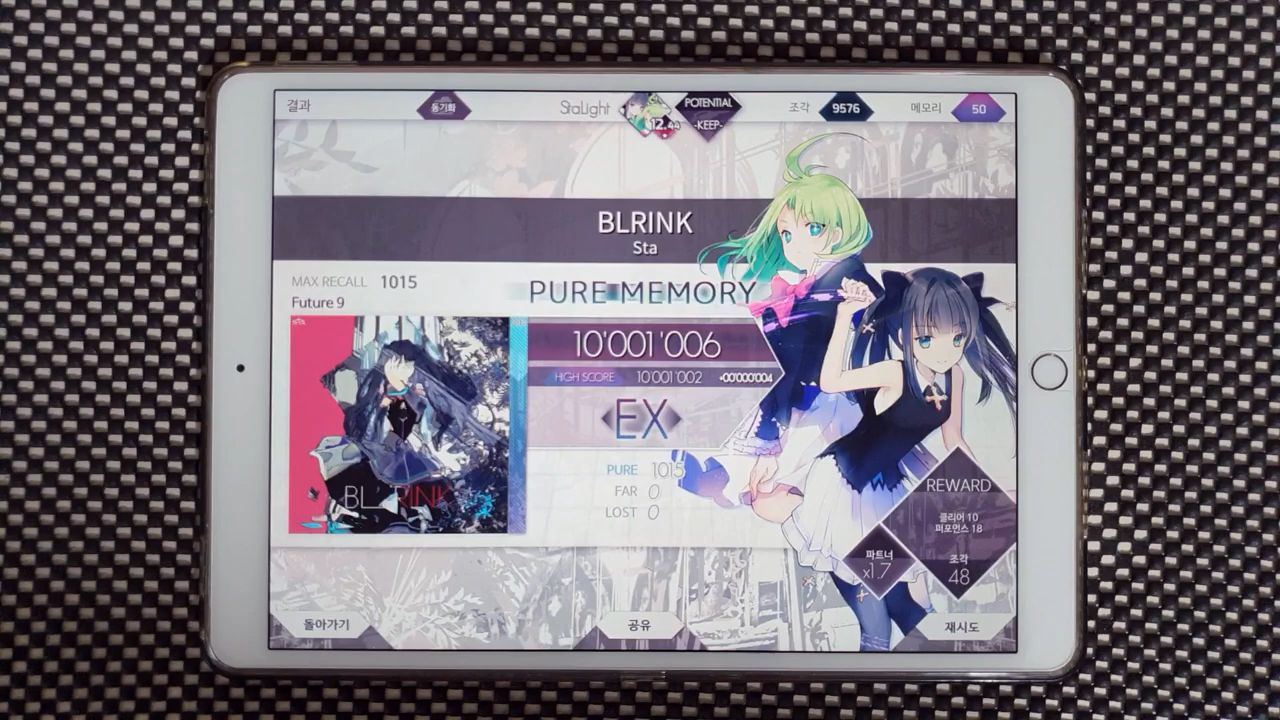 결과
동기화
StaLight
12.44
POTENTIAL
-KEEP-
조각 9576
메모리 50
BLRINK
Sta
MAX RECALL 1015
Future 9
PURE MEMORY
10'001'006
HIGH SCORE 10'001'002 +00'000'004
EX
PURE 1015
FAR 0
LOST 0
STA
BL RINK
REWARD
클리어 10
퍼포먼스 18
파트너
x1.7
조각
48
돌아가기
공유
재시도